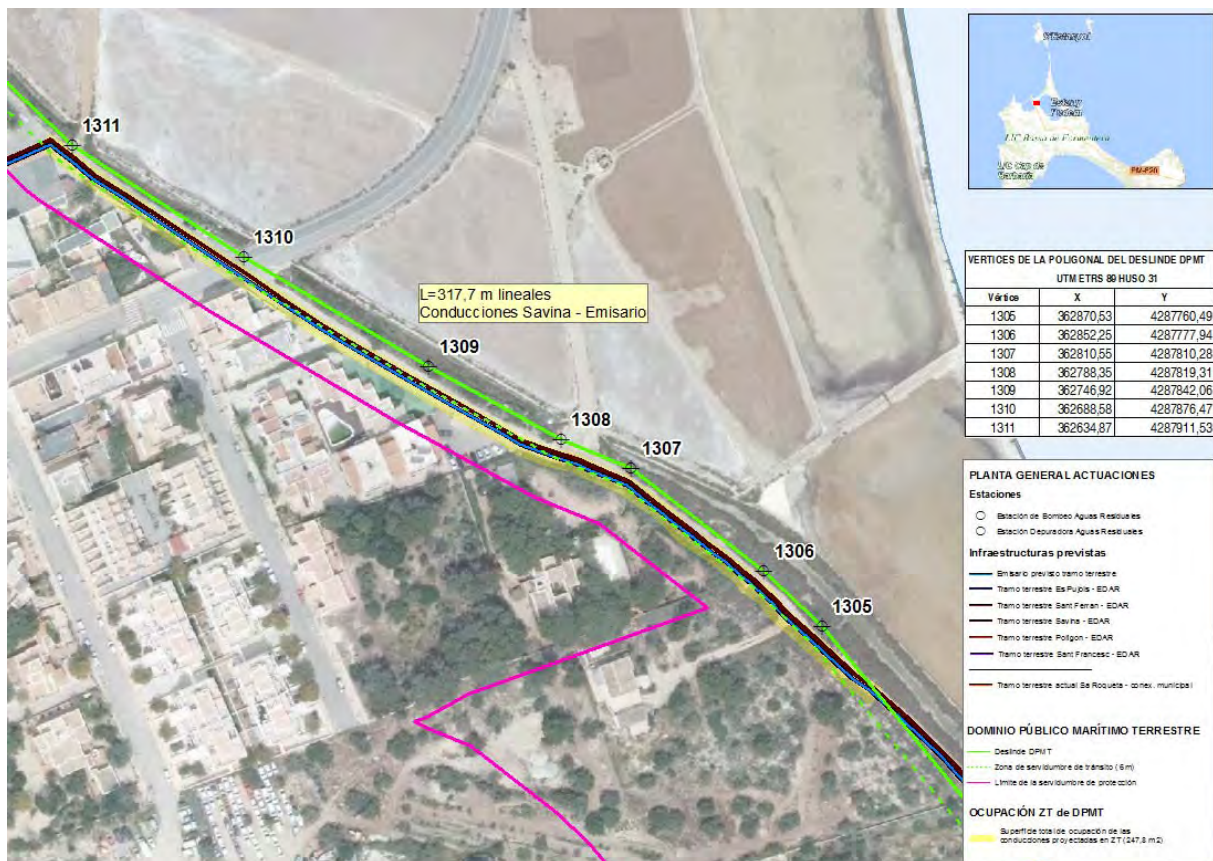 1311
1310
L=317,7 m lineales
Conducciones Savina - Emisario
1309
1308
1307
1306
1305
Estany
Pudent
PM-820
VERTICES DE LA POLIGONAL DEL DESLINDE DPMT
UTM ETRS 89 HUSO 31
Vértice X Y
1305 362870,53 4287760,49
1306 362852,25 4287777,94
1307 362810,55 4287810,28
1308 362788,35 4287819,31
1309 362746,92 4287842,06
1310 362688,58 4287876,47
1311 362634,87 4287911,53
PLANTA GENERAL ACTUACIONES
Estaciones
Estación de Bombeo Aguas Residuales
Estación Depuradora Aguas Residuales
Infraestructuras previstas
Emisario previsto tramo terrestre
Tramo terrestre Es Pujols - EDAR
Tramo terrestre Sant Ferran - EDAR
Tramo terrestre Savina - EDAR
Tramo terrestre Poligon - EDAR
Tramo terrestre Sant Francesc - EDAR
Tramo terrestre actual Sa Roqueta - conex. municipal
DOMINIO PÚBLICO MARÍTIMO TERRESTRE
Deslinde DPMT
Zona de servidumbre de tránsito (6 m)
Límite de la servidumbre de protección
OCUPACIÓN ZT de DPMT
Superficie total de ocupación de las
conducciones proyectadas en ZT (247,8 m2)